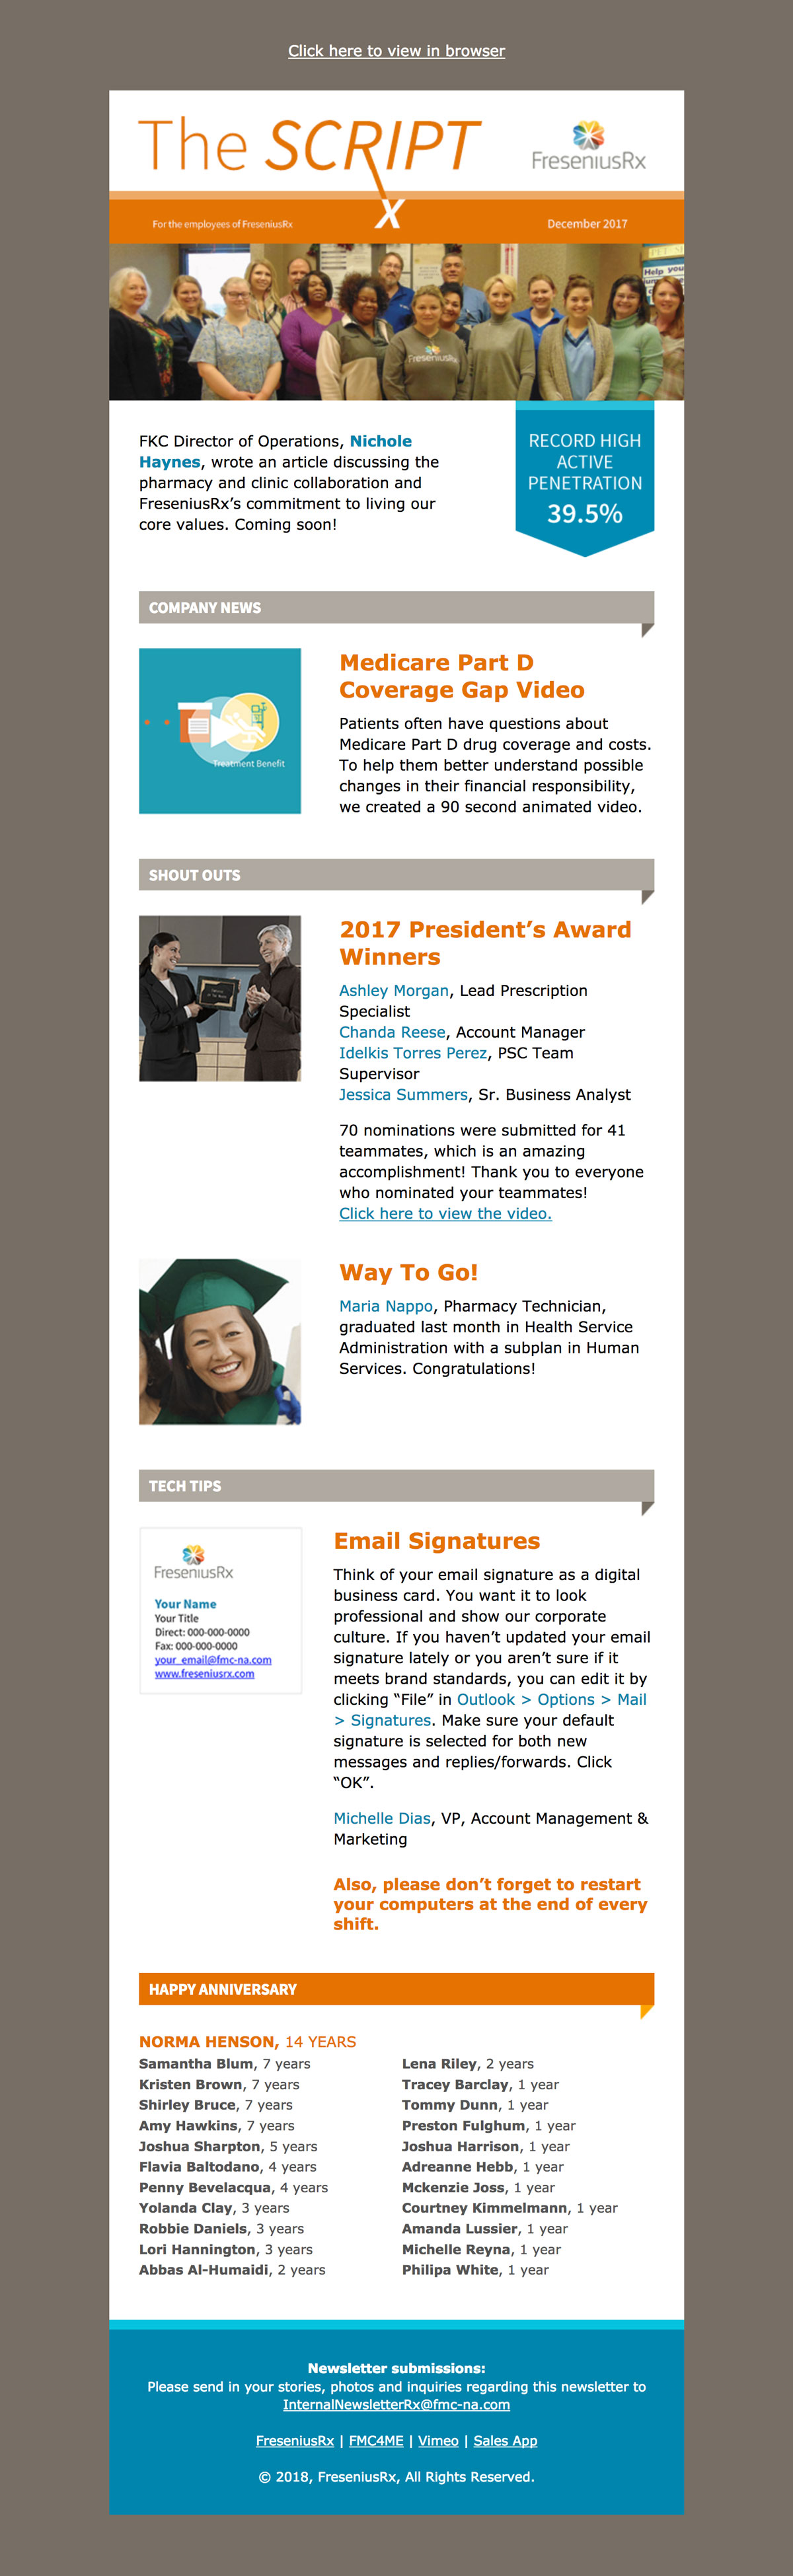 Click here to view in browser
The SCRIPT
X
FreseniusRx
For the employees of FreseniusRx
December 2017
Help you
FreseniusRx
FKC Director of Operations, Nichole
Haynes, wrote an article discussing the
pharmacy and clinic collaboration and
FreseniusRx’s commitment to living our
core values. Coming soon!
RECORD HIGH
ACTIVE
PENETRATION
39.5%
COMPANY NEWS
Treatment Benefit
Medicare Part D
Coverage Gap Video
Patients often have questions about
Medicare Part D drug coverage and costs.
To help them better understand possible
changes in their financial responsibility,
we created a 90 second animated video.
SHOUT OUTS
2017 President’s Award
Winners
Ashley Morgan, Lead Prescription
Specialist
Chanda Reese, Account Manager
Idelkis Torres Perez, PSC Team
Supervisor
Jessica Summers, Sr. Business Analyst
70 nominations were submitted for 41
teammates, which is an amazing
accomplishment! Thank you to everyone
who nominated your teammates!
Click here to view the video.
Way To Go!
Maria Nappo, Pharmacy Technician,
graduated last month in Health Service
Administration with a subplan in Human
Services. Congratulations!
TECH TIPS
FreseniusRx
Your Name
Your Title
Direct: 000-000-0000
Fax: 000-000-0000
your_email@fmc-na.com
www.freseniusrx.com
Email Signatures
Think of your email signature as a digital
business card. You want it to look
professional and show our corporate
culture. If you haven’t updated your email
signature lately or you aren’t sure if it
meets brand standards, you can edit it by
clicking “File” in Outlook > Options > Mail
> Signatures. Make sure your default
signature is selected for both new
messages and replies/forwards. Click
“OK”.
Michelle Dias, VP, Account Management &
Marketing
Also, please don’t forget to restart
your computers at the end of every
shift.
HAPPY ANNIVERSARY
NORMA HENSON, 14 YEARS
Samantha Blum, 7 years
Kristen Brown, 7 years
Shirley Bruce, 7 years
Amy Hawkins, 7 years
Joshua Sharpton, 5 years
Flavia Baltodano, 4 years
Penny Bevelacqua, 4 years
Yolanda Clay, 3 years
Robbie Daniels, 3 years
Lori Hannington, 3 years
Abbas Al-Humaidi, 2 years
Lena Riley, 2 years
Tracey Barclay, 1 year
Tommy Dunn, 1 year
Preston Fulghum, 1 year
Joshua Harrison, 1 year
Adreanne Hebb, 1 year
Mckenzie Joss, 1 year
Courtney Kimmelmann, 1 year
Amanda Lussier, 1 year
Michelle Reyna, 1 year
Philipa White, 1 year
Newsletter submissions:
Please send in your stories, photos and inquiries regarding this newsletter to
InternalNewsletterRx@fmc-na.com
FreseniusRx | FMC4ME | Vimeo | Sales App
© 2018, FreseniusRx, All Rights Reserved.